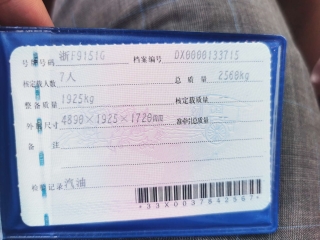 号牌号码 浙F9151G 档案编号 DX0000133715
核定载人数 7人 总质量 2560kg
整备质量 1925kg 核定载质量 --
外廓尺寸 4890×1925×1720mm 准牵引总质量 --
备注
检验记录 汽油